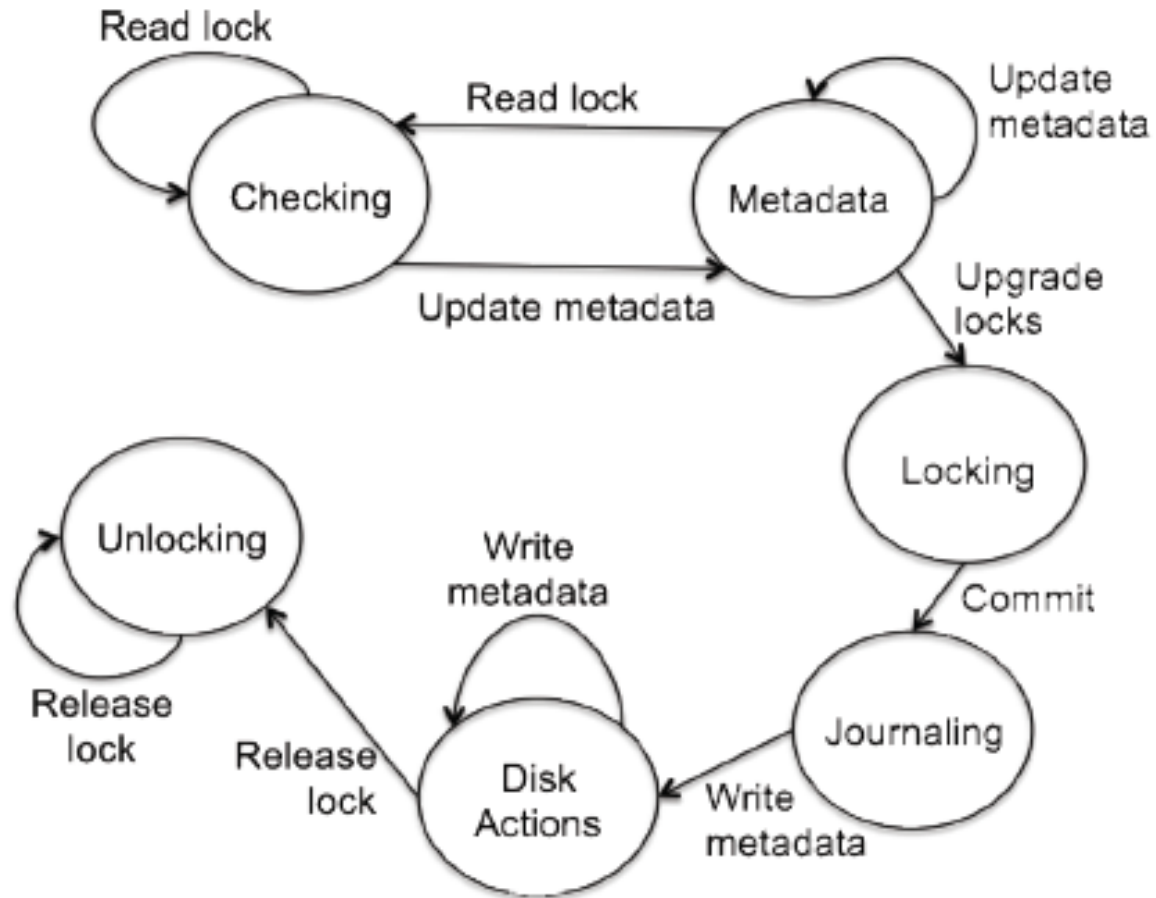 Read lock
Read lock
Update
metadata
Checking
Metadata
Update metadata
Upgrade
locks
Locking
Unlocking
Write
metadata
Commit
Release
lock
Release
lock
Disk
Actions
Write
metadata
Journaling